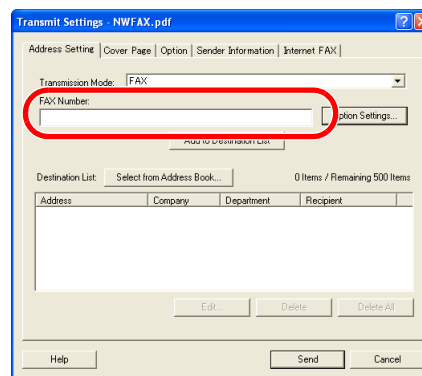 Transmit Settings - NWFAX.pdf
Address Setting Cover Page Option Sender Information Internet FAX
Transmission Mode: FAX
FAX Number:
Option Settings...
Add to Destination List
Destination List: Select from Address Book... 0 Items / Remaining 500 Items
Address Company Department Recipient
Edit... Delete Delete All
Help Send Cancel